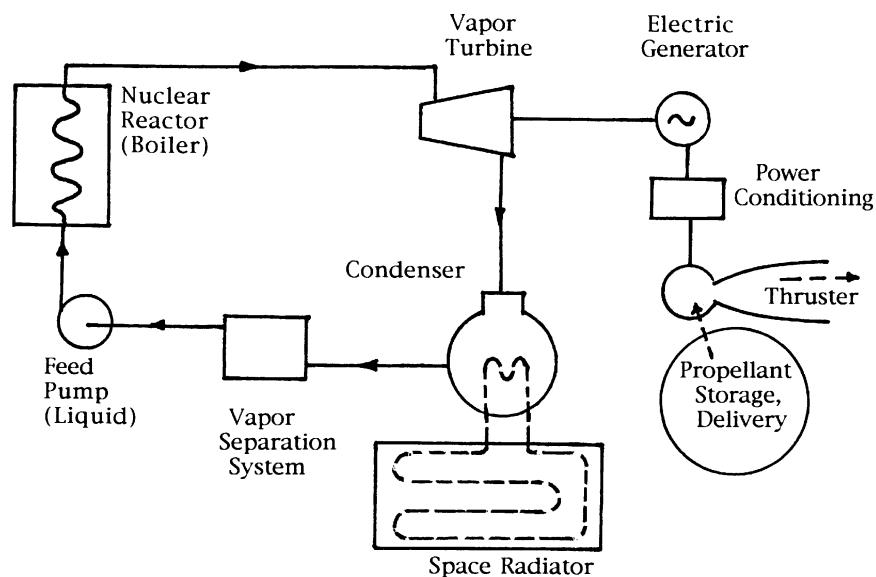 Vapor
Turbine
Electric
Generator
Nuclear
Reactor
(Boiler)
Power
Conditioning
Condenser
Thruster
Feed
Pump
(Liquid)
Vapor
Separation
System
Propellant
Storage,
Delivery
Space Radiator